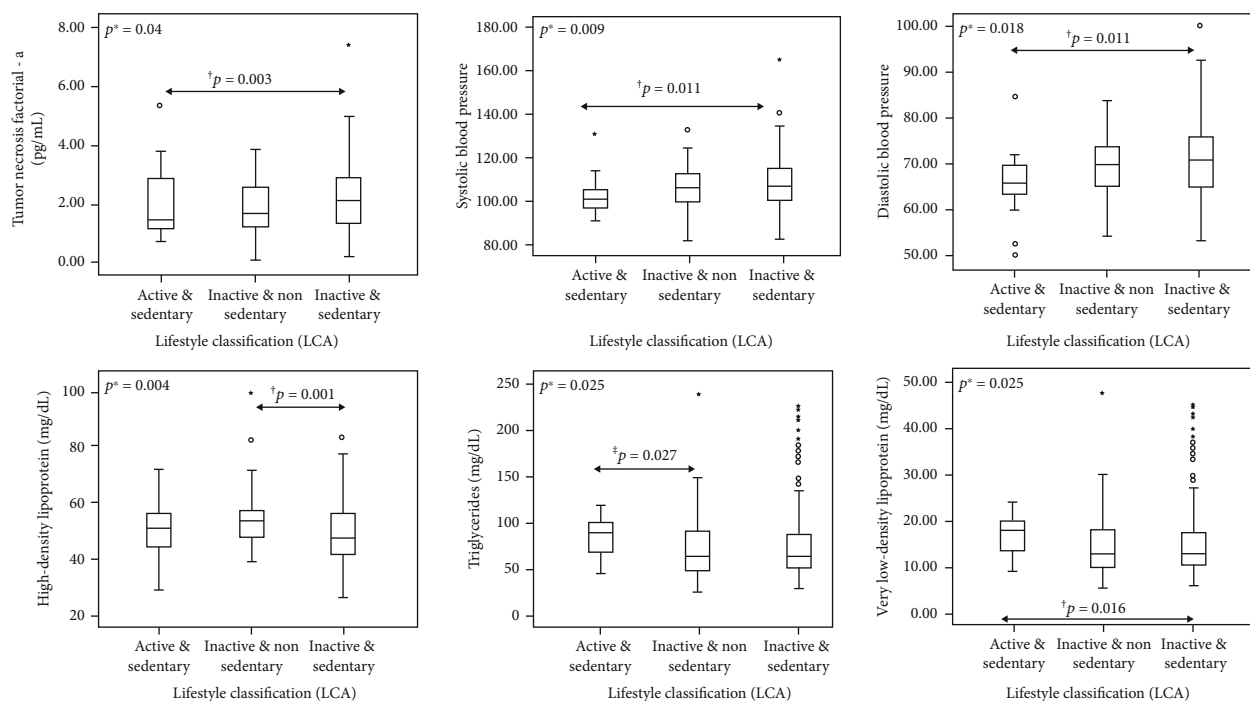 Tumor necrosis factorial - a
(pg/mL)
8.00
6.00
4.00
2.00
0.00
p* = 0.04
†p = 0.003
Active &
sedentary
Inactive & non
sedentary
Inactive &
sedentary
Lifestyle classification (LCA)
Systolic blood pressure
180.00
160.00
140.00
120.00
100.00
80.00
p* = 0.009
†p = 0.011
Active &
sedentary
Inactive & non
sedentary
Inactive &
sedentary
Lifestyle classification (LCA)
Diastolic blood pressure
100.00
90.00
80.00
70.00
60.00
50.00
p* = 0.018
†p = 0.011
Active &
sedentary
Inactive & non
sedentary
Inactive &
sedentary
Lifestyle classification (LCA)
High-density lipoprotein (mg/dL)
100
80
60
40
20
p* = 0.004
†p = 0.001
Active &
sedentary
Inactive & non
sedentary
Inactive &
sedentary
Lifestyle classification (LCA)
Triglycerides (mg/dL)
250
200
150
100
50
0
p* = 0.025
‡p = 0.027
Active &
sedentary
Inactive & non
sedentary
Inactive &
sedentary
Lifestyle classification (LCA)
Very low-density lipoprotein (mg/dL)
50.00
40.00
30.00
20.00
10.00
0.00
p* = 0.025
†p = 0.016
Active &
sedentary
Inactive & non
sedentary
Inactive &
sedentary
Lifestyle classification (LCA)